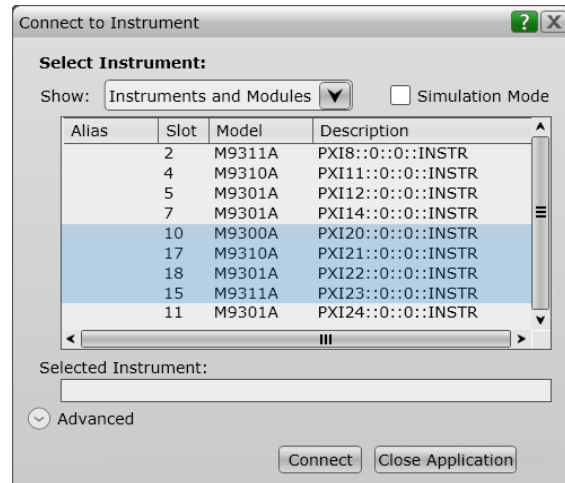 Connect to Instrument ? X
Select Instrument:
Show: Instruments and Modules Simulation Mode
Alias Slot Model Description
2 M9311A PXI8::0::0::INSTR
4 M9310A PXI11::0::0::INSTR
5 M9301A PXI12::0::0::INSTR
7 M9301A PXI14::0::0::INSTR
10 M9300A PXI20::0::0::INSTR
17 M9310A PXI21::0::0::INSTR
18 M9301A PXI22::0::0::INSTR
15 M9311A PXI23::0::0::INSTR
11 M9301A PXI24::0::0::INSTR
Selected Instrument:
Advanced
Connect Close Application